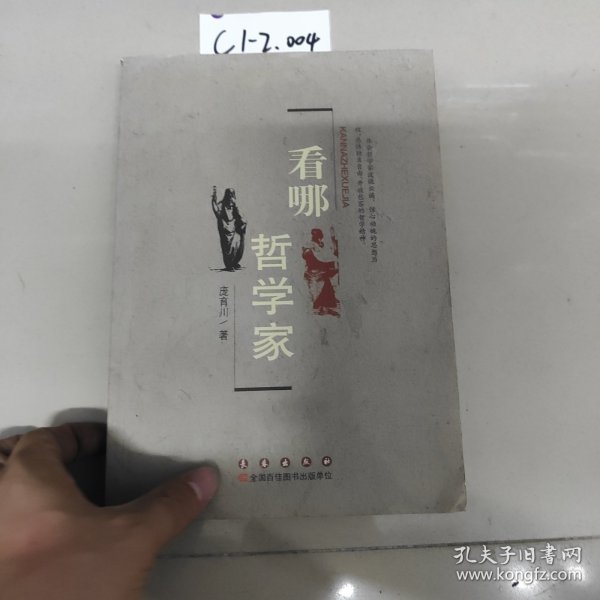 C1-2.004
看哪
哲学家
KANNAZHEXUEJIA
庞育川/著
长春出版社
全国百佳图书出版单位
孔夫子旧书网
www.kongfz.com